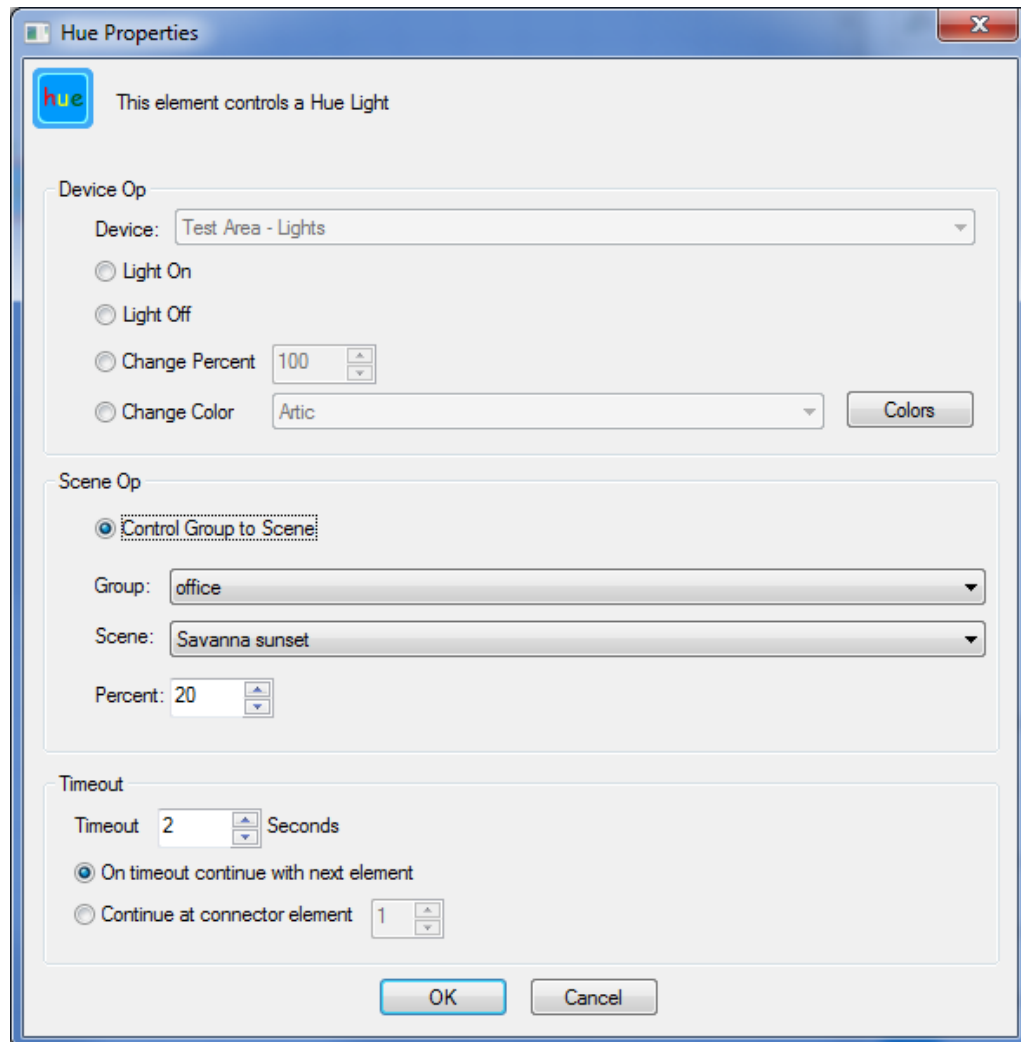 Hue Properties
hue
This element controls a Hue Light
Device Op
Device: Test Area - Lights
Light On
Light Off
Change Percent 100
Change Color Artic Colors
Scene Op
Control Group to Scene
Group: office
Scene: Savanna sunset
Percent: 20
Timeout
Timeout 2 Seconds
On timeout continue with next element
Continue at connector element 1
OK Cancel